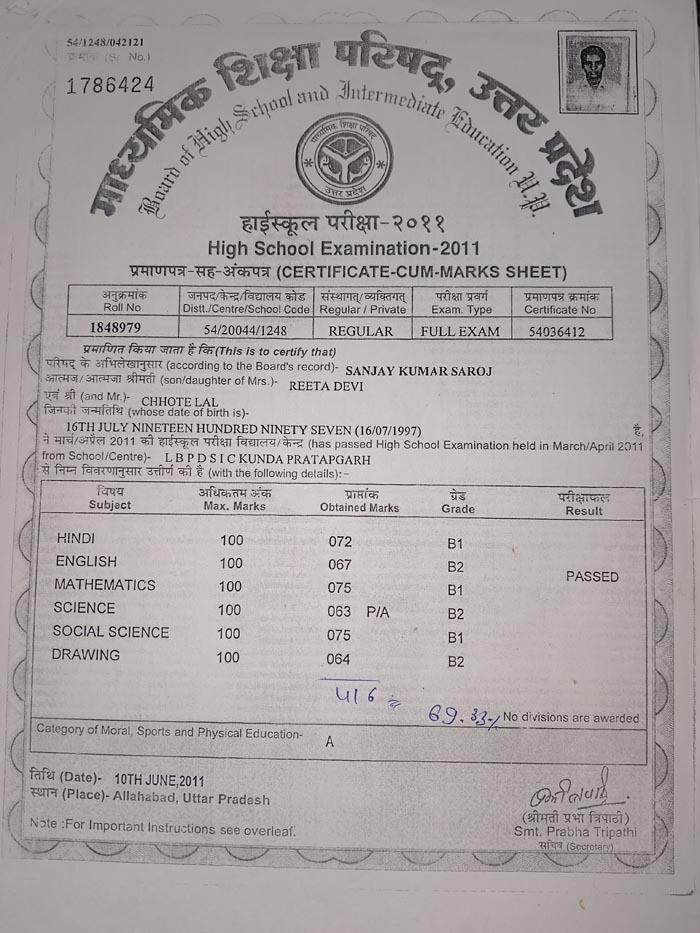 54/1248/042121
क्रमांक (Sr. No.)
1786424
माध्यमिक शिक्षा परिषद्, उत्तर प्रदेश
Board of High School and Intermediate Education U.P.
माध्यमिक शिक्षा परिषद्
उत्तर प्रदेश
हाईस्कूल परीक्षा-२०११
High School Examination-2011
प्रमाणपत्र-सह-अंकपत्र (CERTIFICATE-CUM-MARKS SHEET)
अनुक्रमांक जनपद/केन्द्र/विद्यालय कोड संस्थागत/व्यक्तिगत परीक्षा प्रवर्ग प्रमाणपत्र क्रमांक
Roll No Distt./Centre/School Code Regular / Private Exam. Type Certificate No.
1848979 54/20044/1248 REGULAR FULL EXAM 54036412
प्रमाणित किया जाता है कि(This is to certify that)
परिषद के अभिलेखानुसार (according to the Board's record)- SANJAY KUMAR SAROJ
आत्मज/आत्मजा श्रीमती (son/daughter of Mrs.)- REETA DEVI
एवं श्री (and Mr.)- CHHOTE LAL
जिनकी जन्मतिथि (whose date of birth is)-
16TH JULY NINETEEN HUNDRED NINETY SEVEN (16/07/1997) है,
ने मार्च/अप्रैल 2011 की हाईस्कूल परीक्षा विद्यालय/केन्द्र (has passed High School Examination held in March/April 2011
from School/Centre)- L B P D S I C KUNDA PRATAPGARH
से निम्न विवरणानुसार उत्तीर्ण की है (with the following details):-
विषय अधिकतम अंक प्राप्तांक ग्रेड परीक्षाफल
Subject Max. Marks Obtained Marks Grade Result
HINDI 100 072 B1
ENGLISH 100 067 B2 PASSED
MATHEMATICS 100 075 B1
SCIENCE 100 063 P/A B2
SOCIAL SCIENCE 100 075 B1
DRAWING 100 064 B2
416 =
69.33% No divisions are awarded
Category of Moral, Sports and Physical Education- A
तिथि (Date)- 10TH JUNE,2011
स्थान (Place)- Allahabad, Uttar Pradesh
(श्रीमती प्रभा त्रिपाठी)
Smt. Prabha Tripathi
सचिव (Secretary)
Note :For Important Instructions see overleaf.